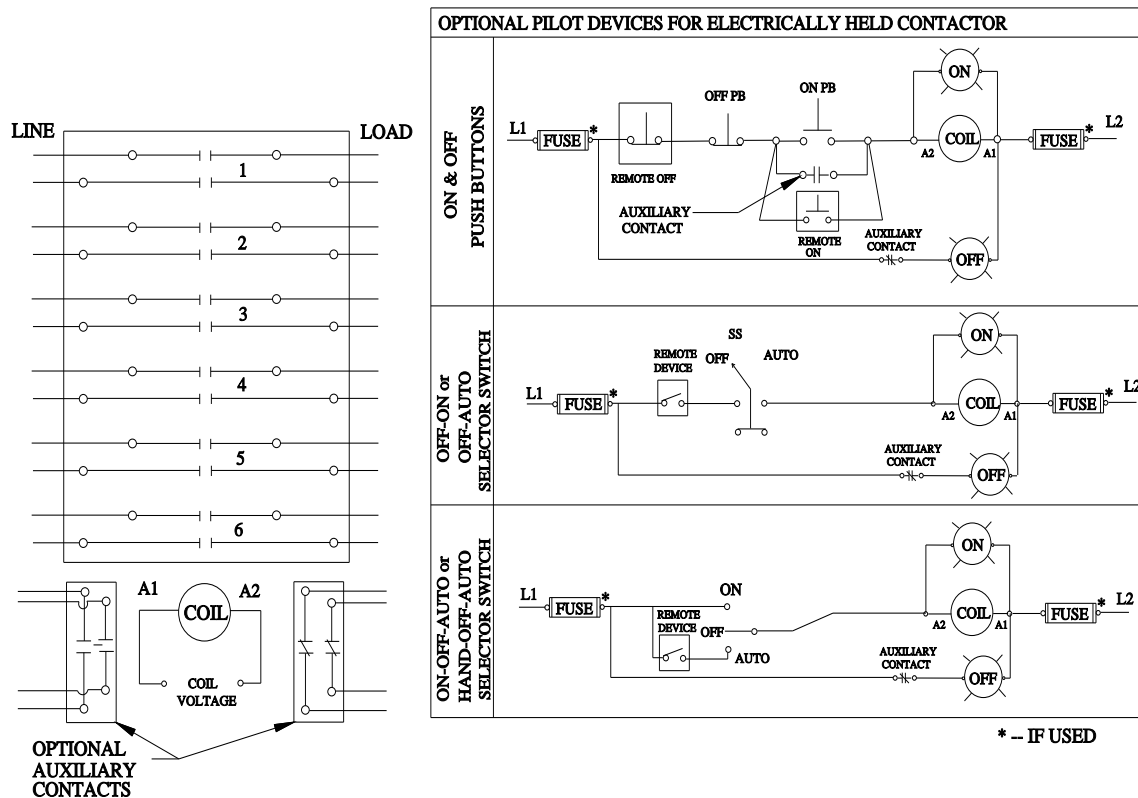 LINE
LOAD
1
2
3
4
5
6
A1
A2
COIL
COIL
VOLTAGE
OPTIONAL
AUXILIARY
CONTACTS
OPTIONAL PILOT DEVICES FOR ELECTRICALLY HELD CONTACTOR
ON & OFF
PUSH BUTTONS
L1
FUSE
*
REMOTE OFF
OFF PB
ON PB
AUXILIARY
CONTACT
REMOTE
ON
AUXILIARY
CONTACT
ON
COIL
A2
A1
OFF
FUSE
*
L2
OFF-ON or
OFF-AUTO
SELECTOR SWITCH
L1
FUSE
*
REMOTE
DEVICE
SS
OFF
AUTO
AUXILIARY
CONTACT
ON
COIL
A2
A1
OFF
FUSE
*
L2
ON-OFF-AUTO or
HAND-OFF-AUTO
SELECTOR SWITCH
L1
FUSE
*
REMOTE
DEVICE
ON
OFF
AUTO
AUXILIARY
CONTACT
ON
COIL
A2
A1
OFF
FUSE
*
L2
* -- IF USED